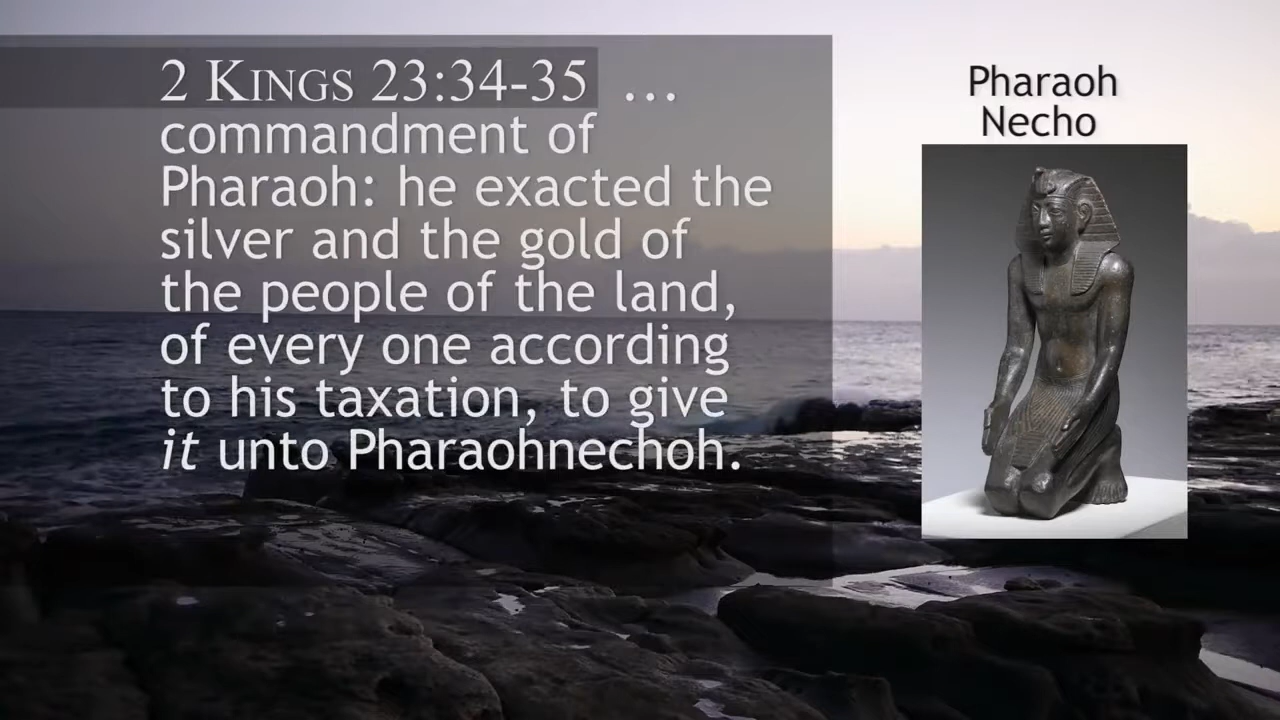 2 KINGS 23:34-35 ...
commandment of
Pharaoh: he exacted the
silver and the gold of
the people of the land,
of every one according
to his taxation, to give
it unto Pharaohnechoh.
Pharaoh
Necho